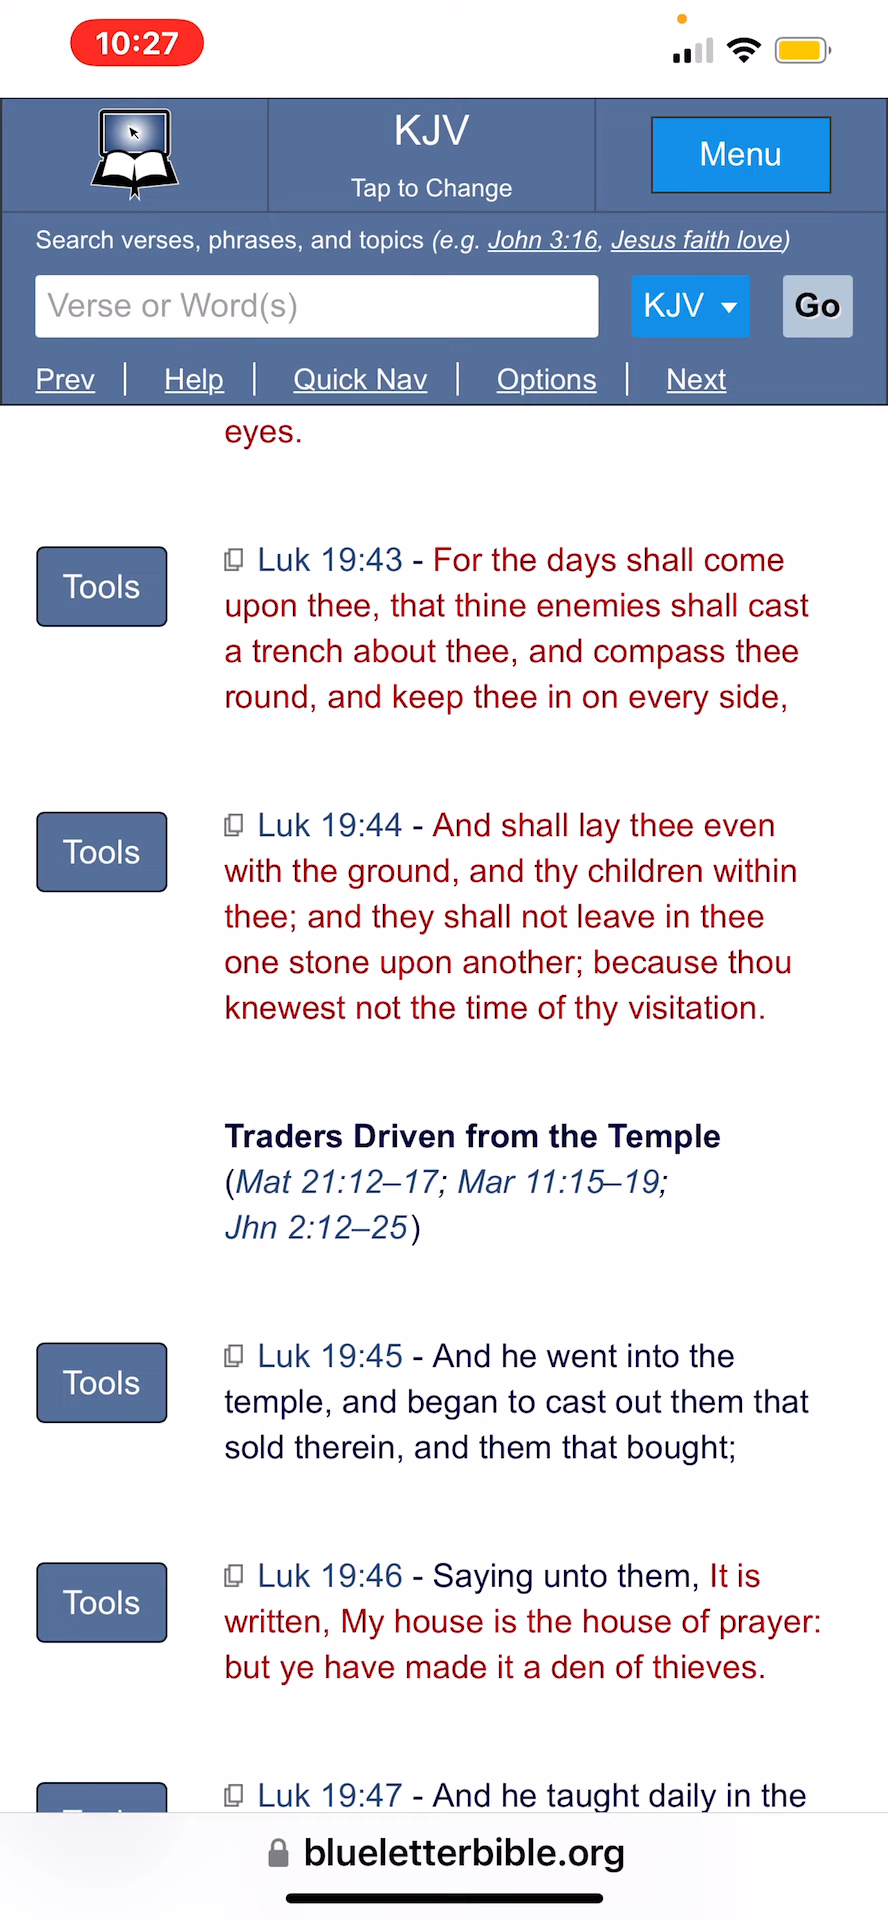 10:27
KJV
Tap to Change
Menu
Search verses, phrases, and topics (e.g. John 3:16, Jesus faith love)
Verse or Word(s)
KJV
Go
Prev | Help | Quick Nav | Options | Next
eyes.
Tools
Luk 19:43 - For the days shall come
upon thee, that thine enemies shall cast
a trench about thee, and compass thee
round, and keep thee in on every side,
Tools
Luk 19:44 - And shall lay thee even
with the ground, and thy children within
thee; and they shall not leave in thee
one stone upon another; because thou
knewest not the time of thy visitation.
Traders Driven from the Temple
(Mat 21:12–17; Mar 11:15–19;
Jhn 2:12–25)
Tools
Luk 19:45 - And he went into the
temple, and began to cast out them that
sold therein, and them that bought;
Tools
Luk 19:46 - Saying unto them, It is
written, My house is the house of prayer:
but ye have made it a den of thieves.
Luk 19:47 - And he taught daily in the
blueletterbible.org